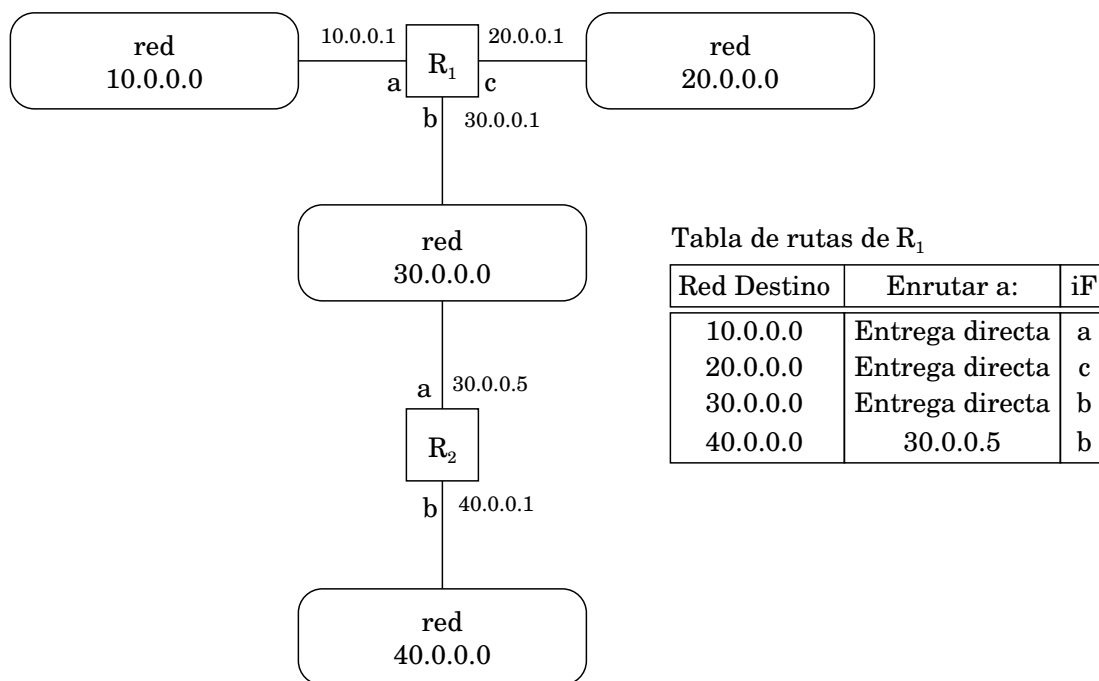 red
10.0.0.0
10.0.0.1
a
R₁
20.0.0.1
c
b
30.0.0.1
red
20.0.0.0
red
30.0.0.0
a
30.0.0.5
R₂
b
40.0.0.1
red
40.0.0.0
Tabla de rutas de R₁
Red Destino Enrutar a: iF
10.0.0.0 Entrega directa a
20.0.0.0 Entrega directa c
30.0.0.0 Entrega directa b
40.0.0.0 30.0.0.5 b